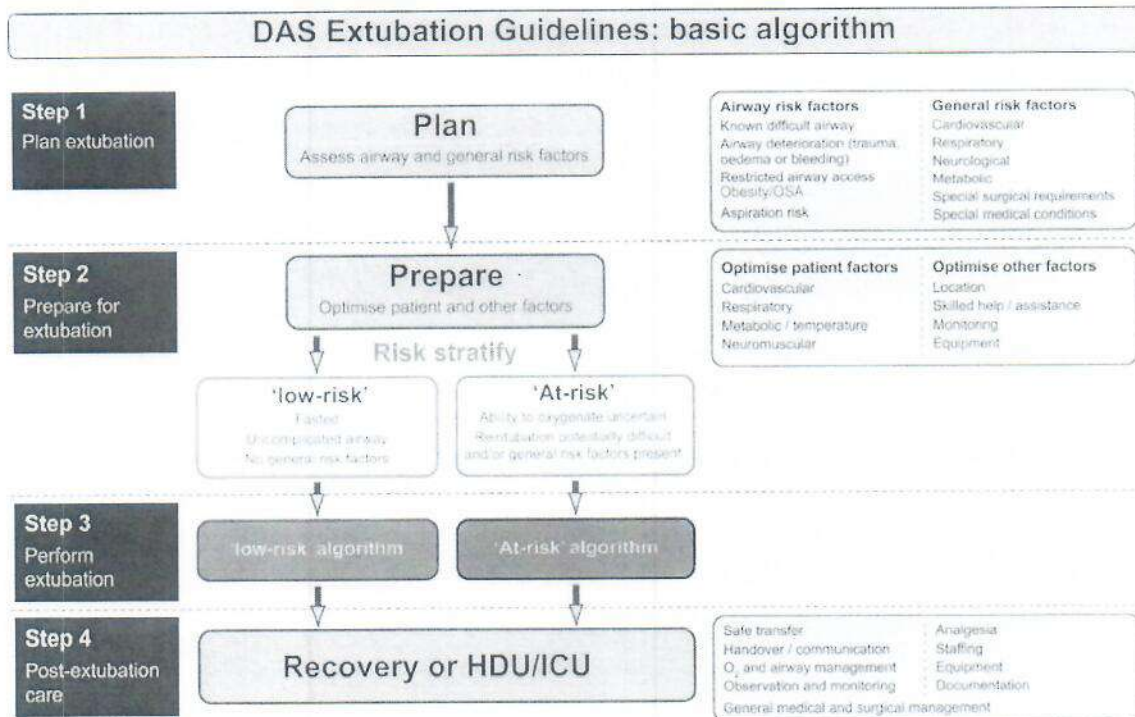 DAS Extubation Guidelines: basic algorithm
Step 1
Plan extubation
Plan
Assess airway and general risk factors
Airway risk factors
Known difficult airway
Airway deterioration (trauma,
oedema or bleeding)
Restricted airway access
Obesity/OSA
Aspiration risk
General risk factors
Cardiovascular
Respiratory
Neurological
Metabolic
Special surgical requirements
Special medical conditions
Step 2
Prepare for
extubation
Prepare
Optimise patient and other factors
Optimise patient factors
Cardiovascular
Respiratory
Metabolic / temperature
Neuromuscular
Optimise other factors
Location
Skilled help / assistance
Monitoring
Equipment
Risk stratify
'low-risk'
Fasted
Uncomplicated airway
No general risk factors
'At-risk'
Ability to oxygenate uncertain
Reintubation potentially difficult
and/or general risk factors present
Step 3
Perform
extubation
'low-risk' algorithm
'At-risk' algorithm
Step 4
Post-extubation
care
Recovery or HDU/ICU
Safe transfer
Handover / communication
O₂ and airway management
Observation and monitoring
Analgesia
Staffing
Equipment
Documentation
General medical and surgical management